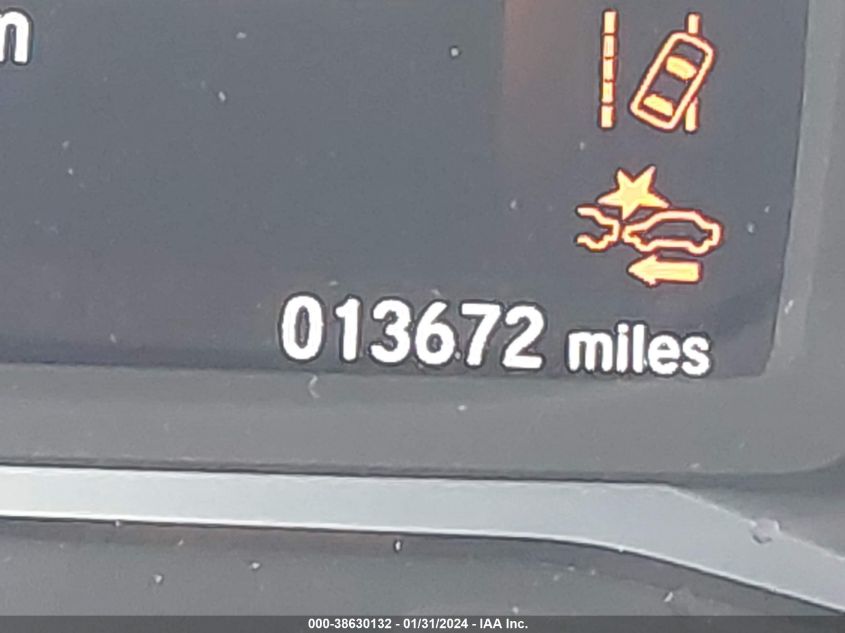 013672 miles
000-38630132 - 01/31/2024 - IAA Inc.